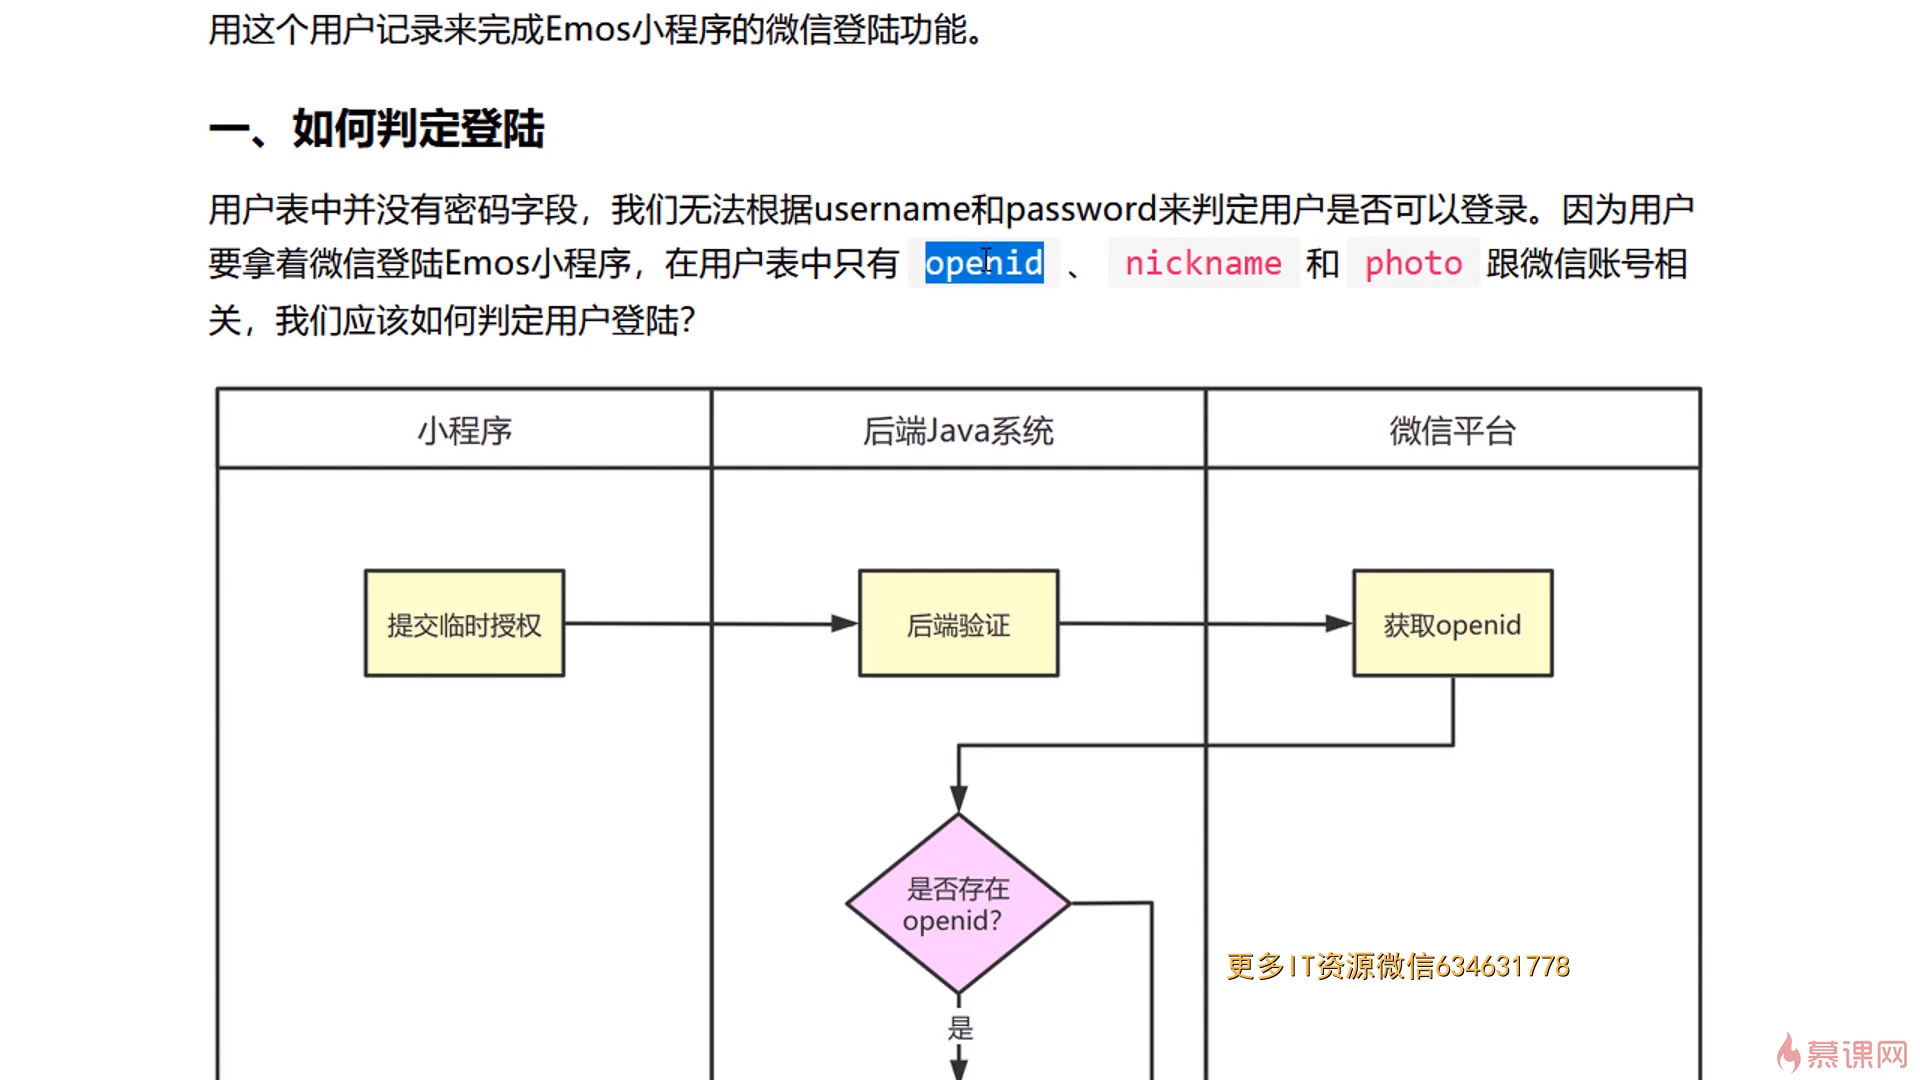 用这个用户记录来完成Emos小程序的微信登陆功能。
一、如何判定登陆
用户表中并没有密码字段，我们无法根据username和password来判定用户是否可以登录。因为用户
要拿着微信登陆Emos小程序，在用户表中只有 openid 、 nickname 和 photo 跟微信账号相
关，我们应该如何判定用户登陆？
小程序 后端Java系统 微信平台
提交临时授权 后端验证 获取openid
是否存在
openid?
更多IT资源微信634631778
是
慕课网